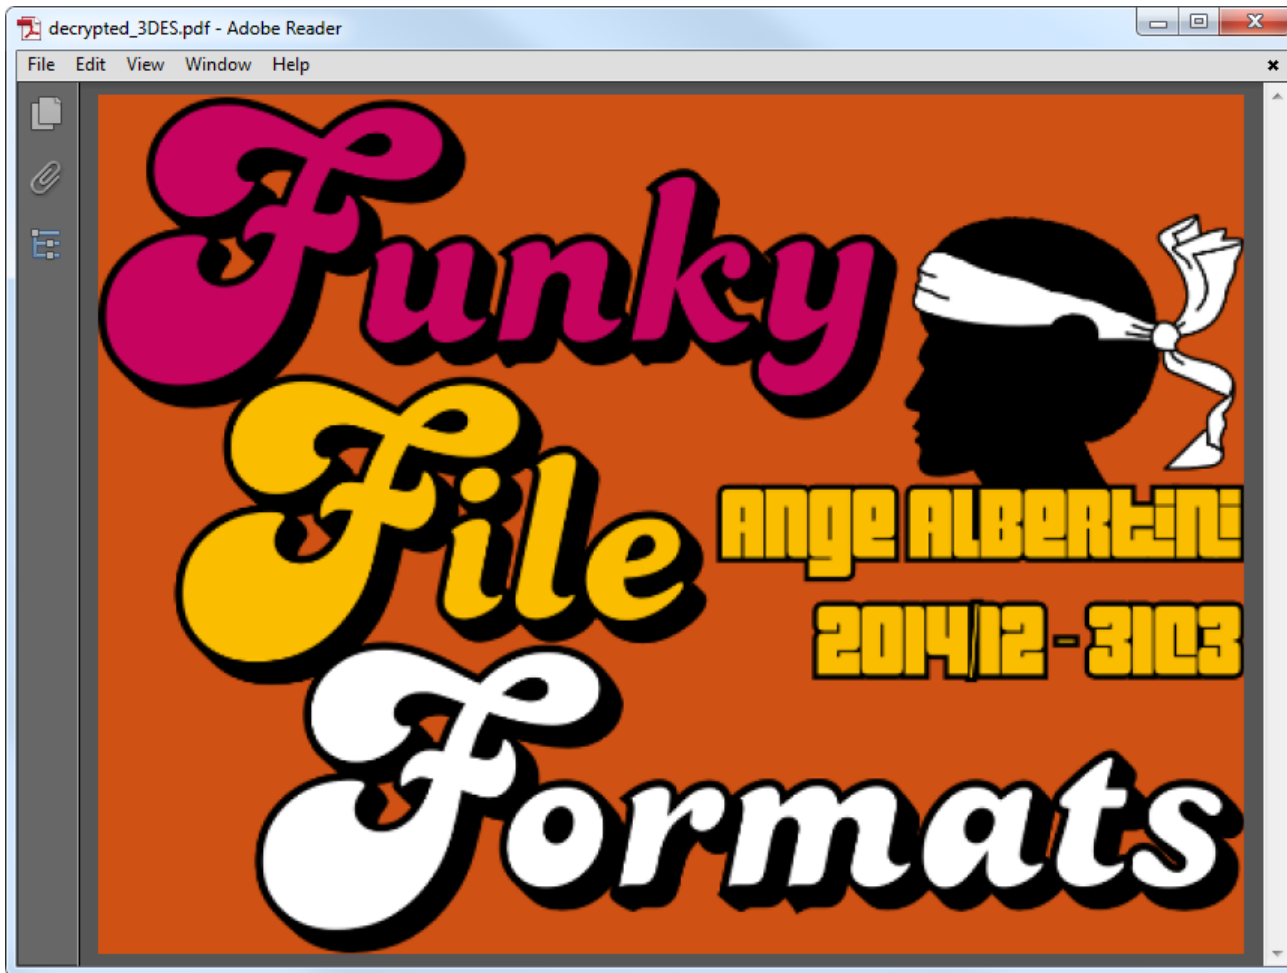 decrypted_3DES.pdf - Adobe Reader
File Edit View Window Help
Funky
File
Ange Albertini
2014/12 - 31C3
Formats